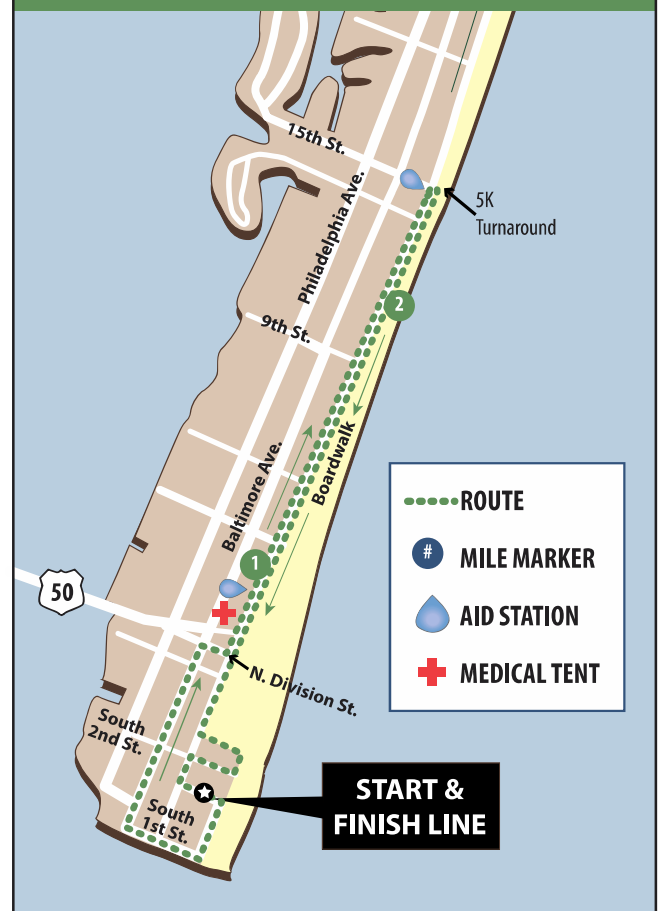 15th St.
5K
Turnaround
Philadelphia Ave.
2
9th St.
Boardwalk
Baltimore Ave.
1
50
N. Division St.
South
2nd St.
South
1st St.
ROUTE
# MILE MARKER
AID STATION
MEDICAL TENT
START &
FINISH LINE